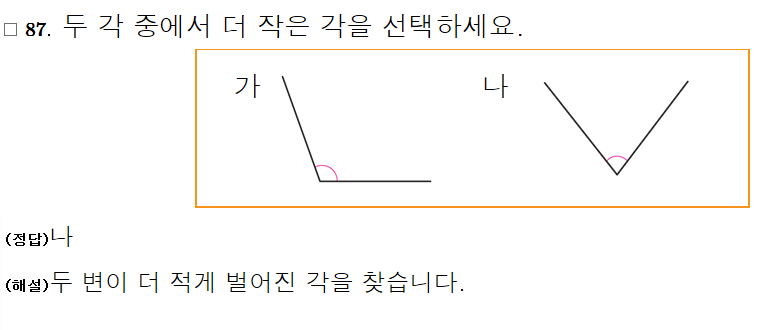 □ 87. 두 각 중에서 더 작은 각을 선택하세요.
가 나
(정답)나
(해설)두 변이 더 적게 벌어진 각을 찾습니다.